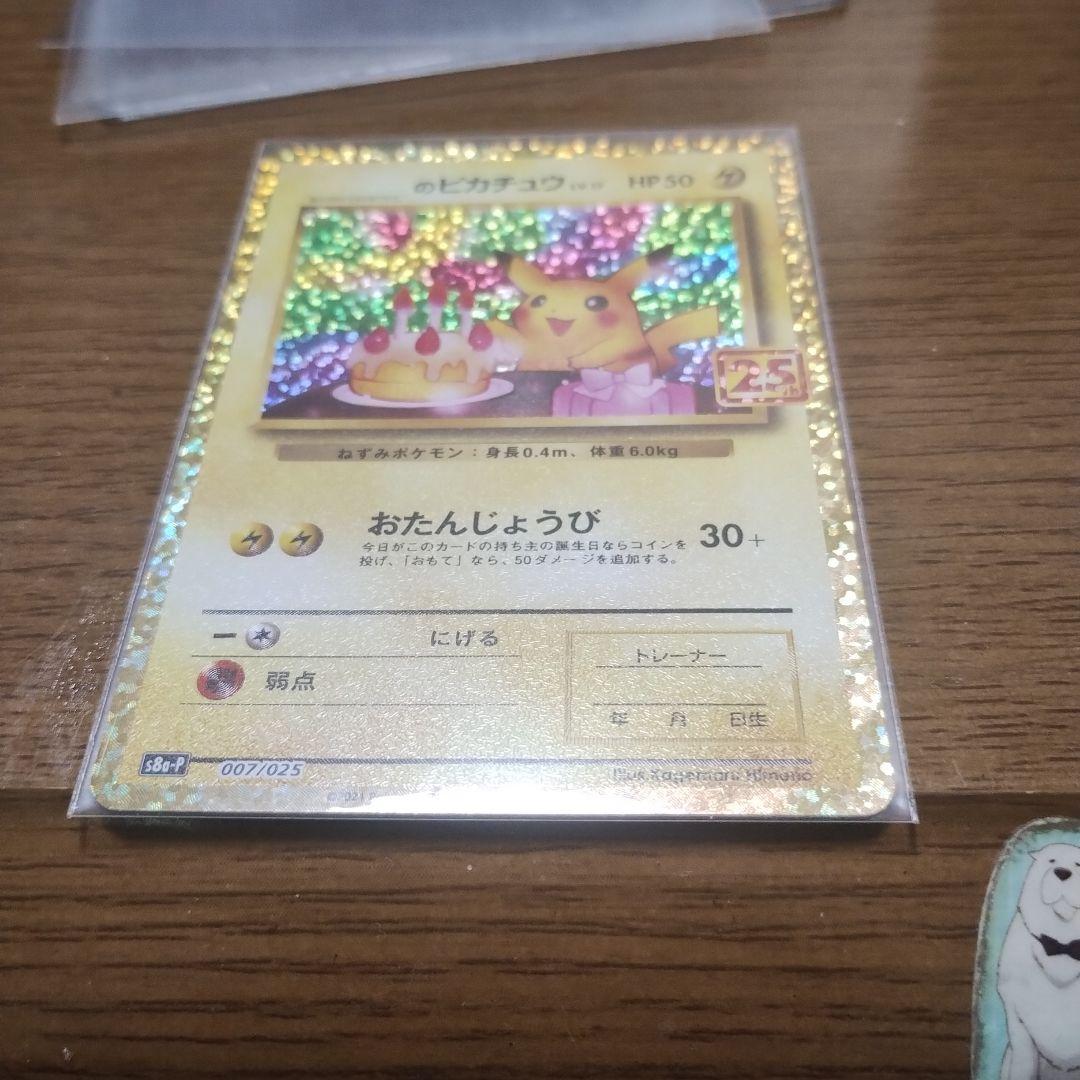 のピカチュウ
HP50
25th
ねずみポケモン：身長0.4m、体重6.0kg
おたんじょうび
30+
今日がこのカードの持ち主の誕生日ならコインを
投げ、「おもて」なら、50ダメージを追加する。
にげる
弱点
トレーナー
年 月 日生
s8a-P
007/025
Illus. Kagemaru Himeno